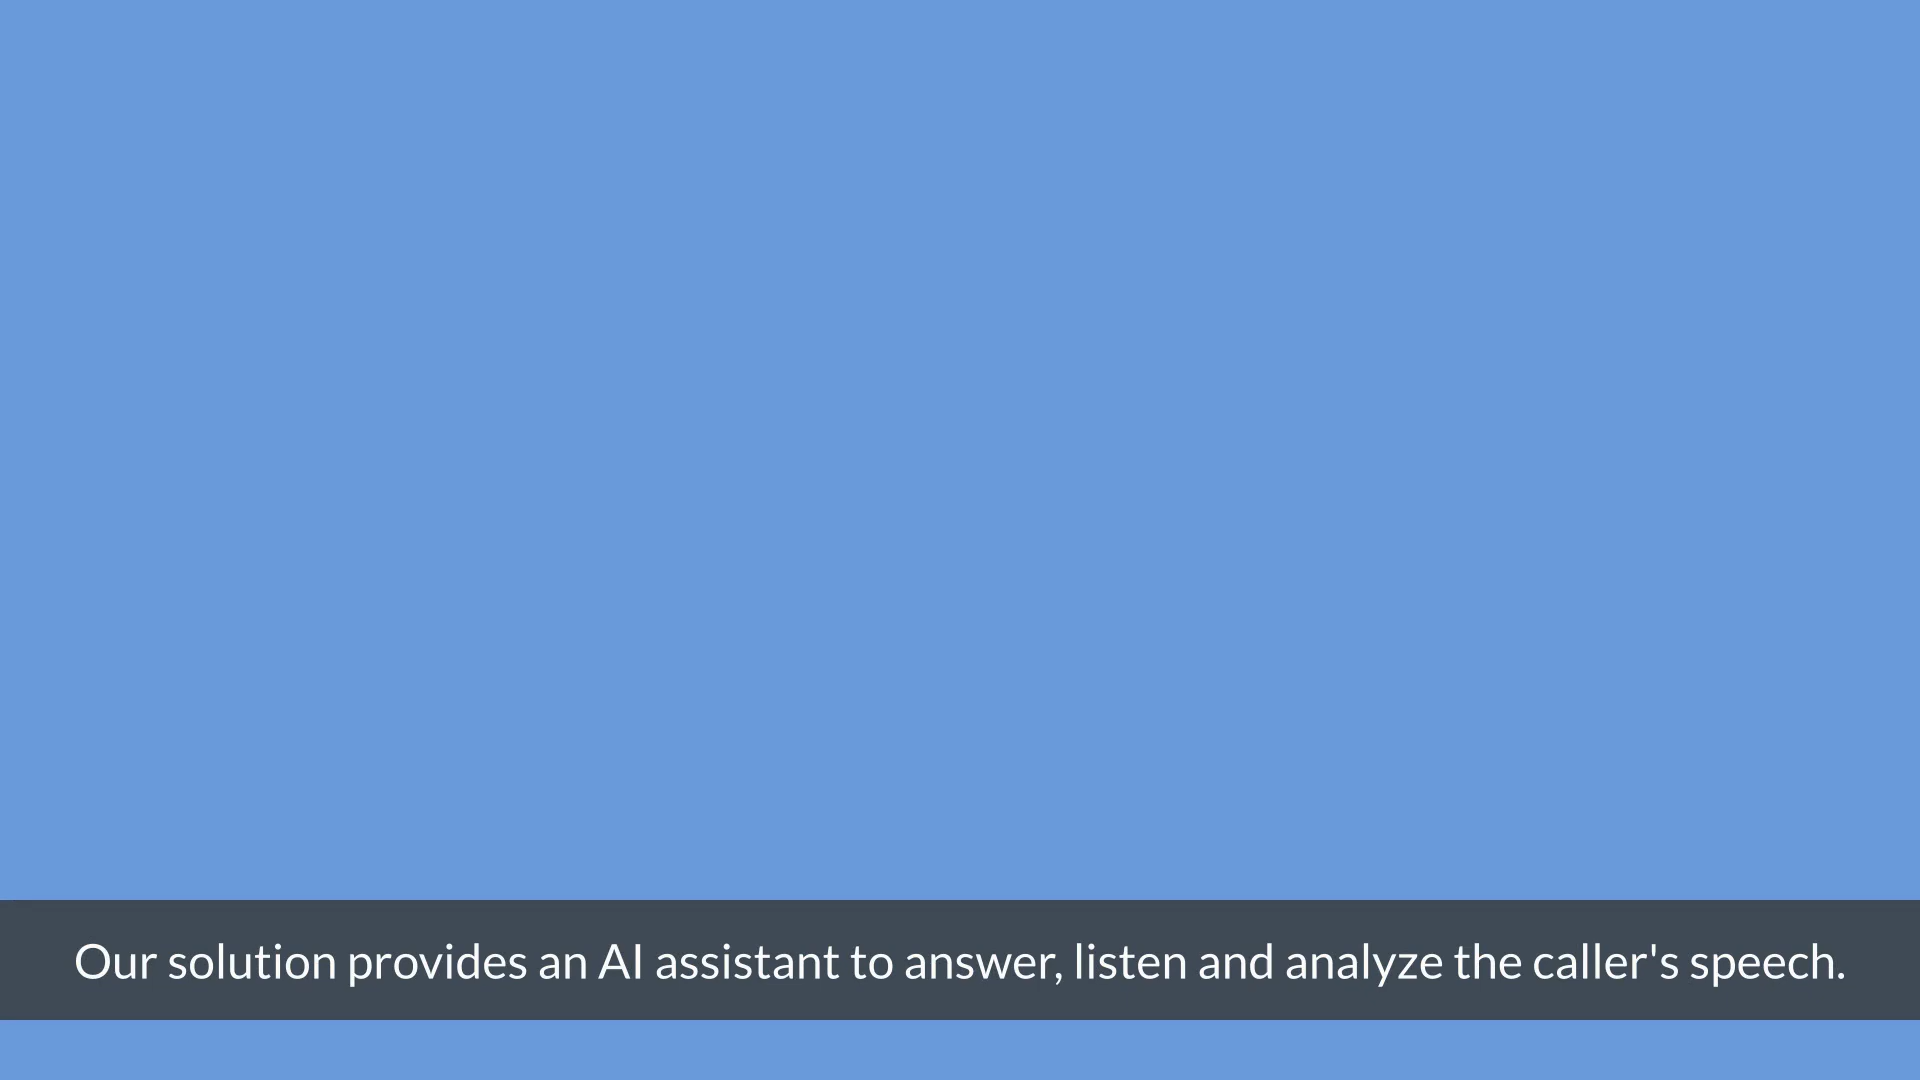 Our solution provides an AI assistant to answer, listen and analyze the caller's speech.